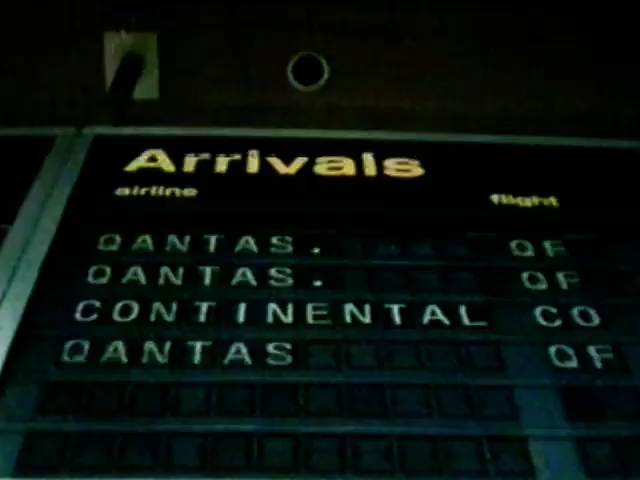 Arrivals
airline flight
QANTAS. QF
QANTAS. QF
CONTINENTAL CO
QANTAS QF